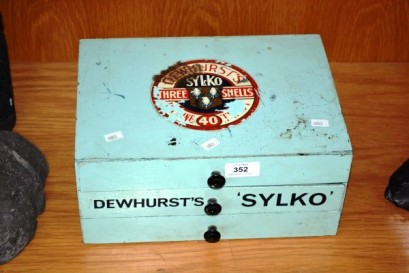 DEWHURST'S
SYLKO
THREE SHELLS
40
352
DEWHURST'S 'SYLKO'